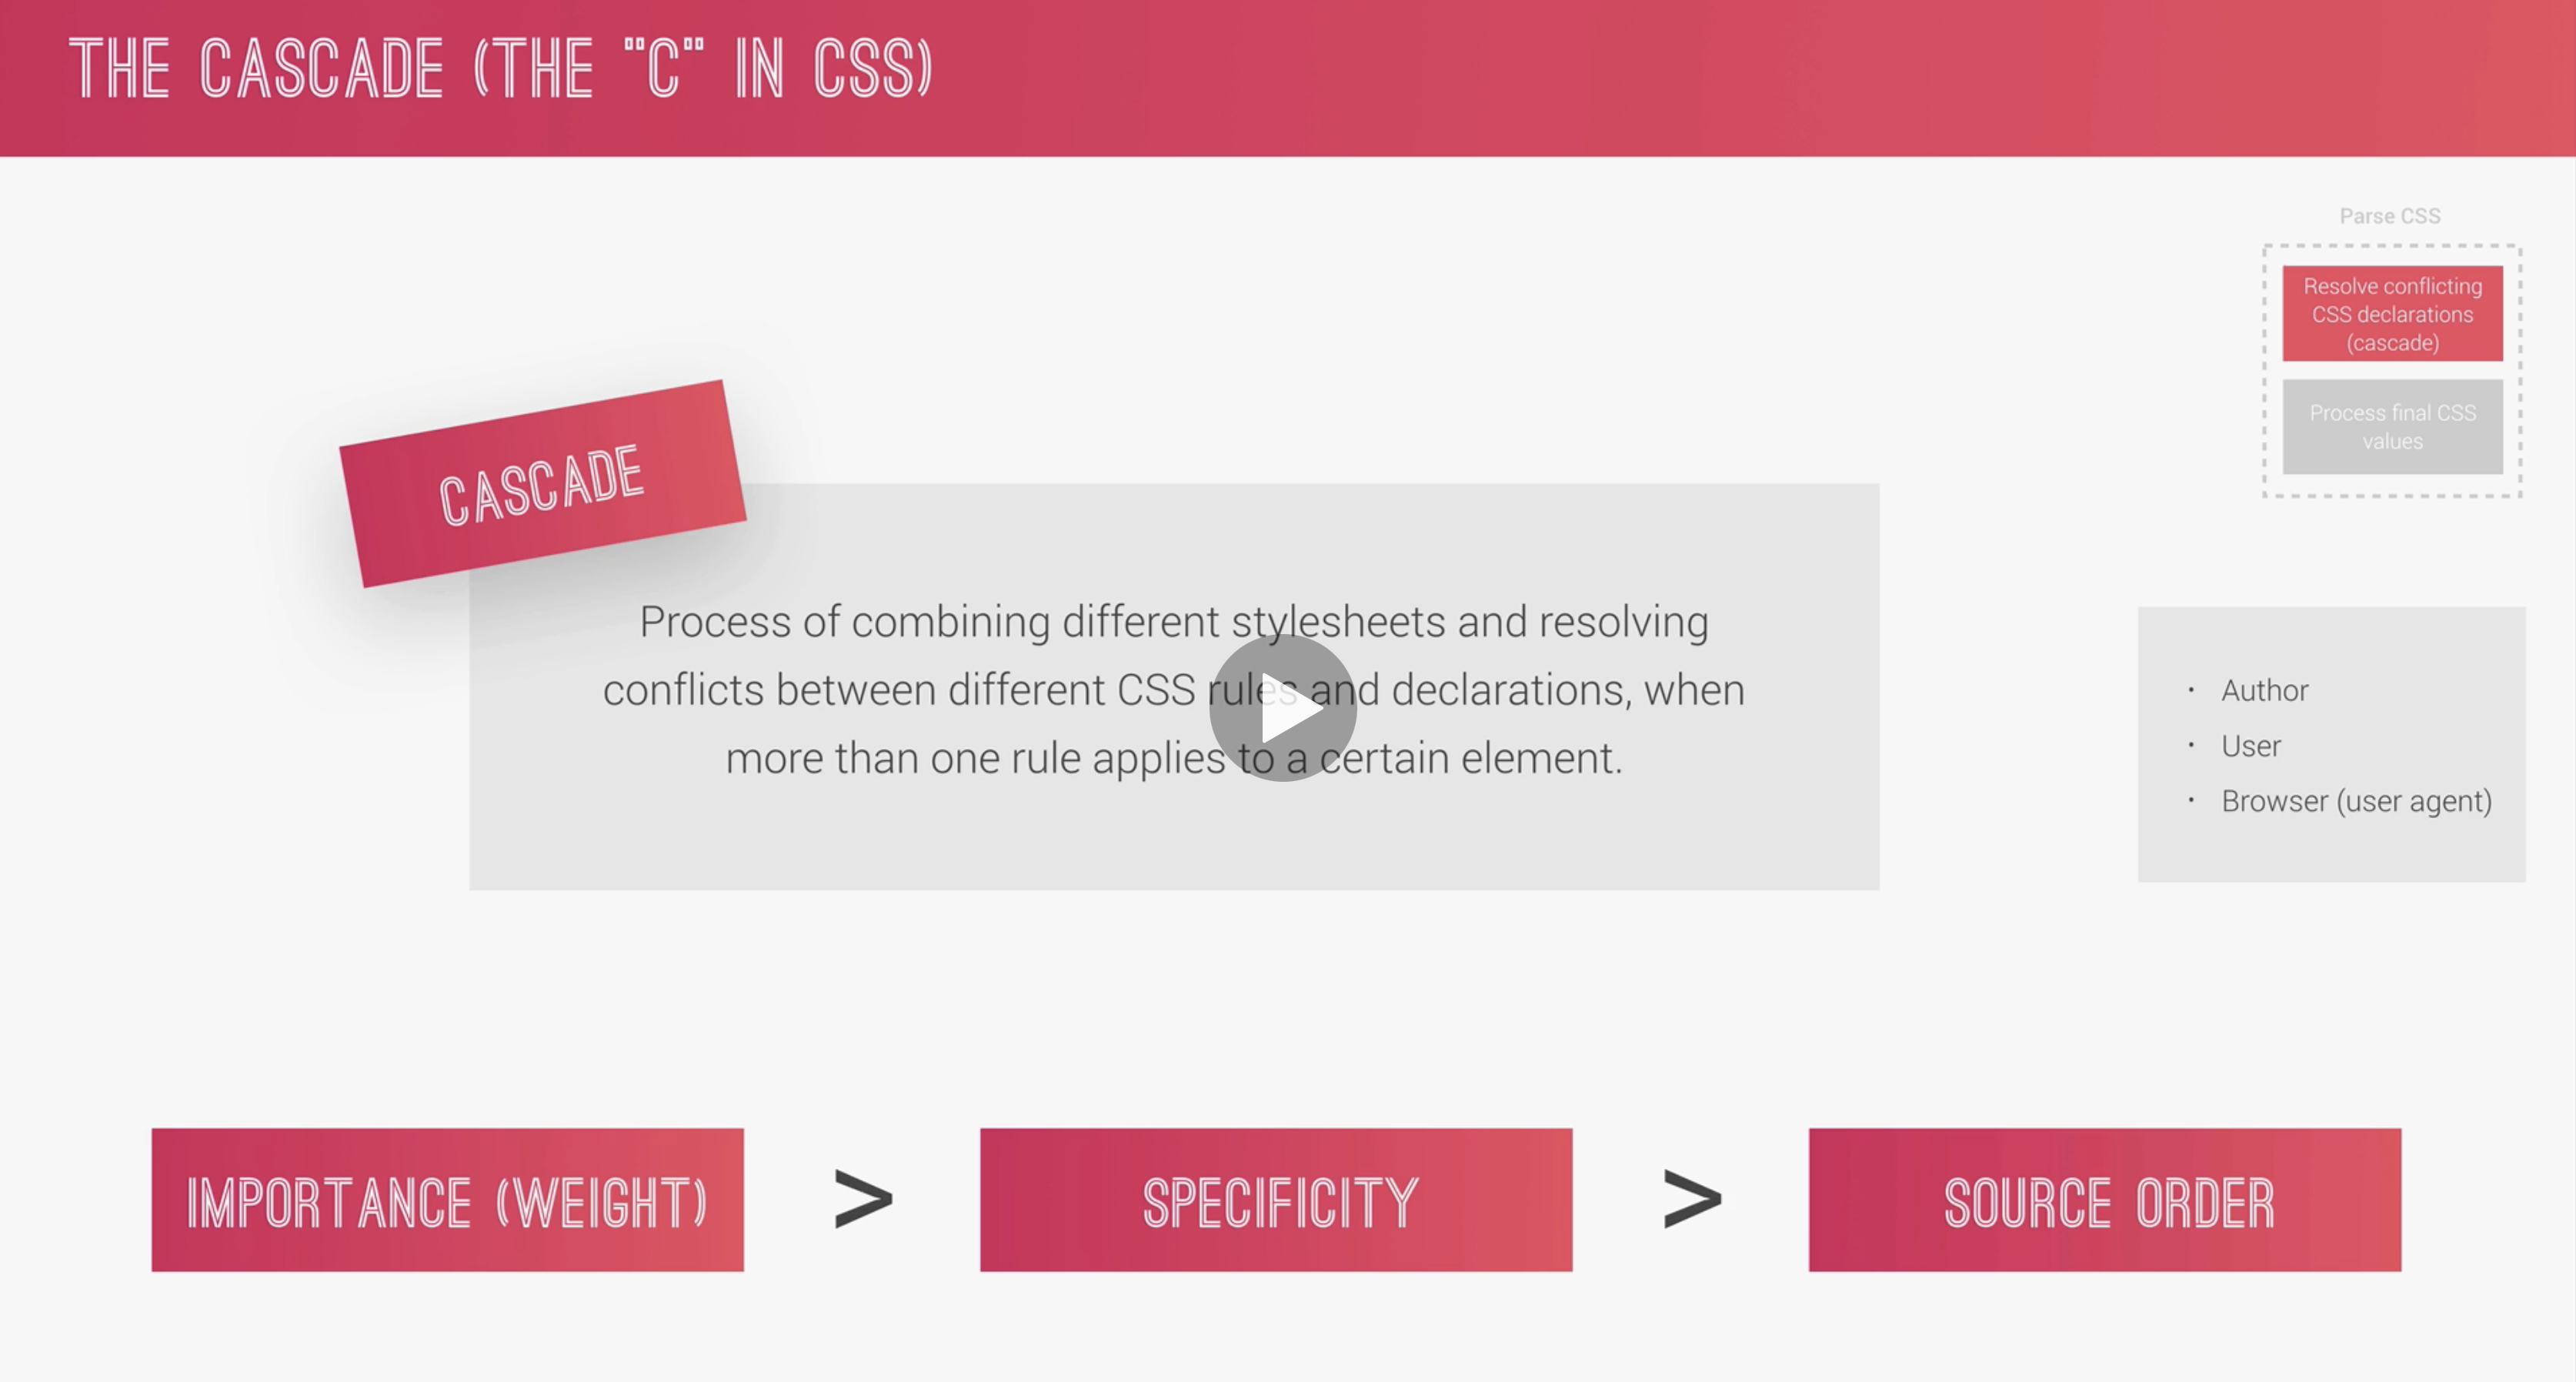 THE CASCADE (THE "C" IN CSS)
Parse CSS
Resolve conflicting
CSS declarations
(cascade)
Process final CSS
values
CASCADE
Process of combining different stylesheets and resolving
conflicts between different CSS rules and declarations, when
more than one rule applies to a certain element.
• Author
• User
• Browser (user agent)
IMPORTANCE (WEIGHT) > SPECIFICITY > SOURCE ORDER